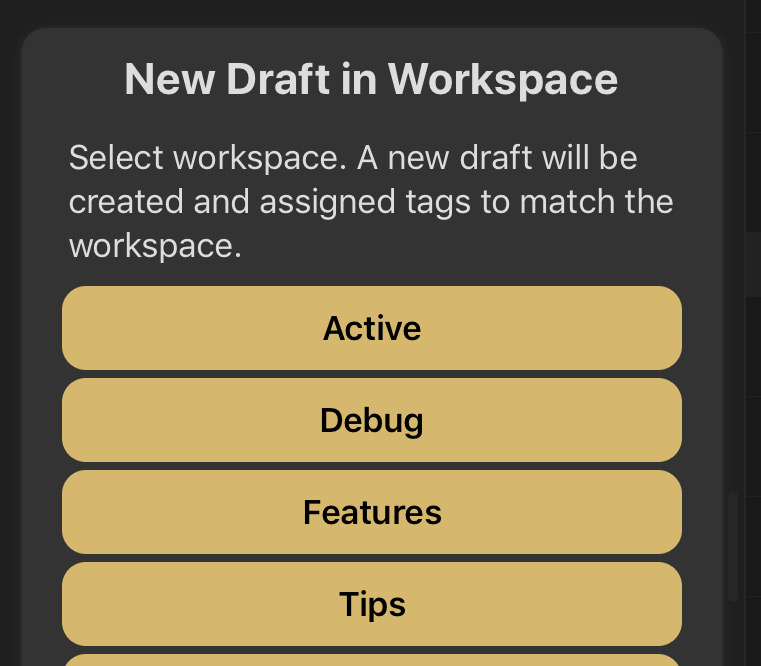 New Draft in Workspace
Select workspace. A new draft will be
created and assigned tags to match the
workspace.
Active
Debug
Features
Tips